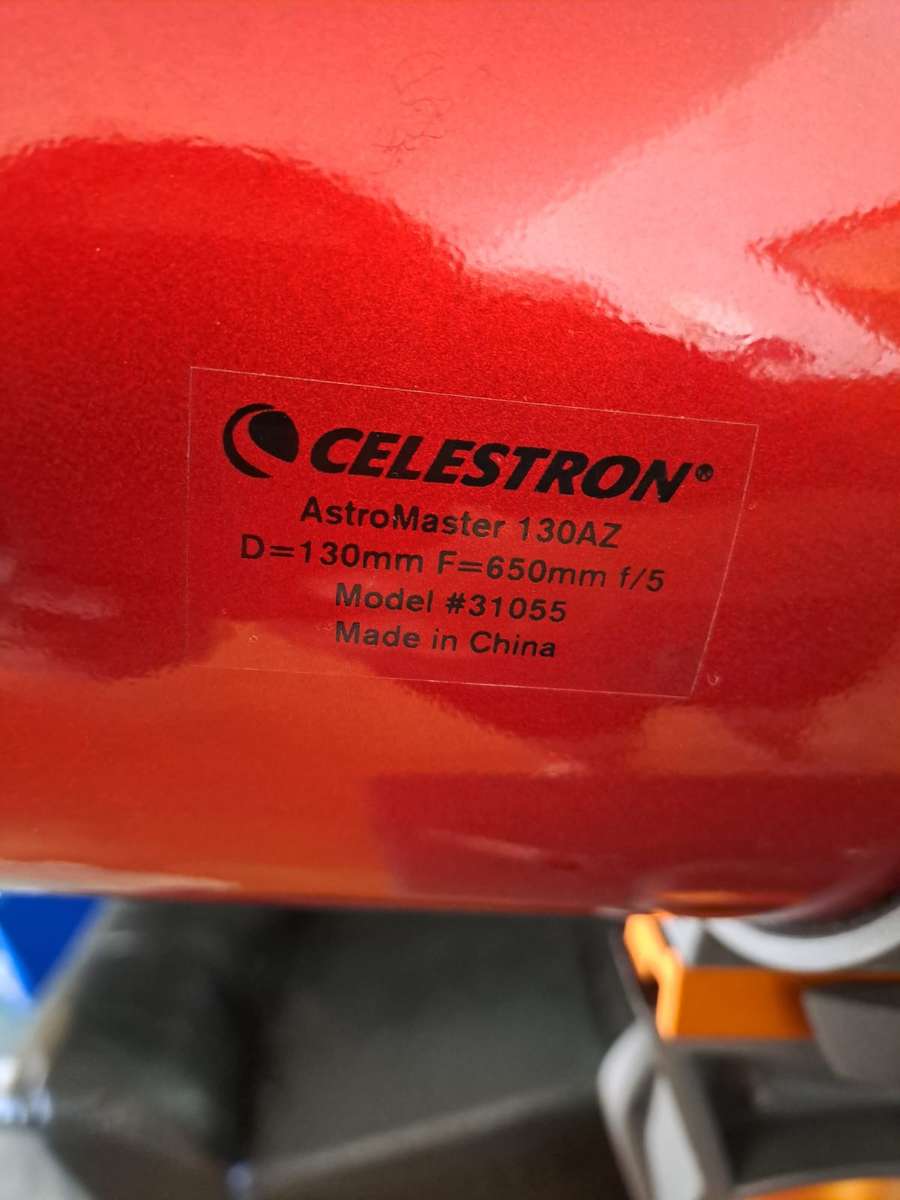 CELESTRON®
AstroMaster 130AZ
D=130mm F=650mm f/5
Model #31055
Made in China